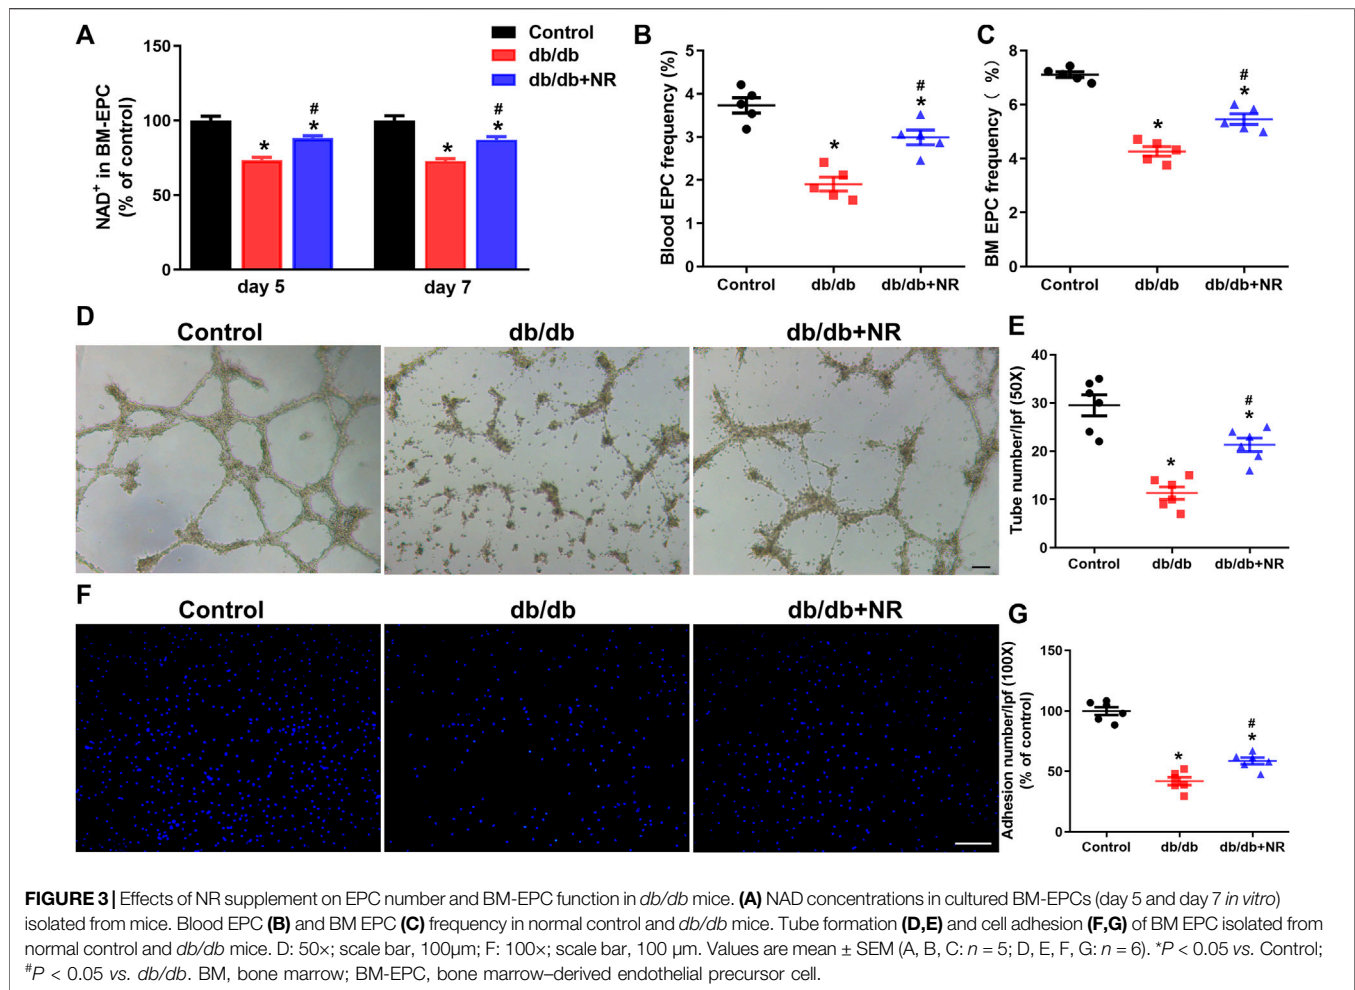 A
150
100
50
0
NAD+ in BM-EPC
(% of control)
Control
db/db
db/db+NR
*
#
*
*
#
*
day 5
day 7
B
5
4
3
2
1
0
Blood EPC frequency (%)
*
#
*
Control
db/db
db/db+NR
C
8
6
4
2
0
BM EPC frequency ( %)
*
#
*
Control
db/db
db/db+NR
D
Control
db/db
db/db+NR
E
40
30
20
10
0
Tube number/lpf (50X)
*
#
*
Control
db/db
db/db+NR
F
Control
db/db
db/db+NR
G
150
100
50
0
Adhesion number/lpf (100X)
(% of control)
*
#
*
Control
db/db
db/db+NR
FIGURE 3 | Effects of NR supplement on EPC number and BM-EPC function in db/db mice. (A) NAD concentrations in cultured BM-EPCs (day 5 and day 7 in vitro)
isolated from mice. Blood EPC (B) and BM EPC (C) frequency in normal control and db/db mice. Tube formation (D,E) and cell adhesion (F,G) of BM EPC isolated from
normal control and db/db mice. D: 50×; scale bar, 100μm; F: 100×; scale bar, 100 μm. Values are mean ± SEM (A, B, C: n = 5; D, E, F, G: n = 6). *P < 0.05 vs. Control;
#P < 0.05 vs. db/db. BM, bone marrow; BM-EPC, bone marrow–derived endothelial precursor cell.